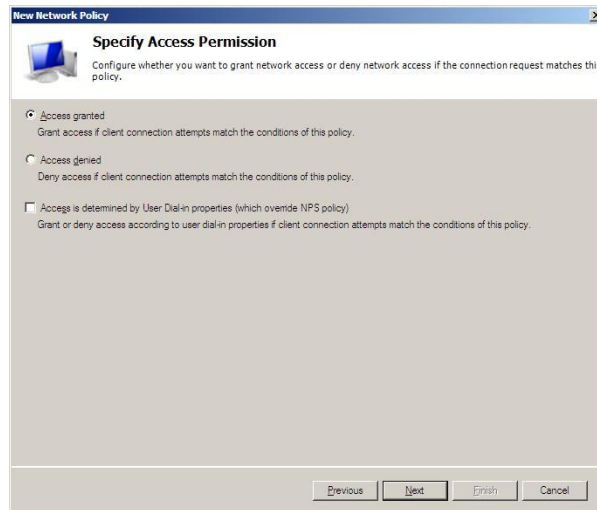 New Network Policy
Specify Access Permission
Configure whether you want to grant network access or deny network access if the connection request matches thi
policy.
Access granted
Grant access if client connection attempts match the conditions of this policy.
Access denied
Deny access if client connection attempts match the conditions of this policy.
Access is determined by User Dial-in properties (which override NPS policy)
Grant or deny access according to user dial-in properties if client connection attempts match the conditions of this policy.
Previous Next Finish Cancel